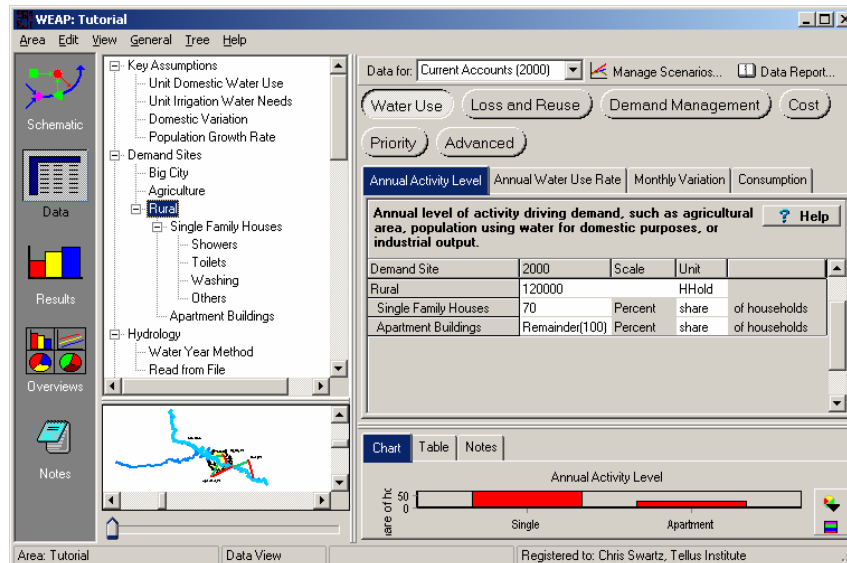 WEAP: Tutorial
Area Edit View General Tree Help
Schematic
Data
Results
Overviews
Notes
Key Assumptions
Unit Domestic Water Use
Unit Irrigation Water Needs
Domestic Variation
Population Growth Rate
Demand Sites
Big City
Agriculture
Rural
Single Family Houses
Showers
Toilets
Washing
Others
Apartment Buildings
Hydrology
Water Year Method
Read from File
Data for: Current Accounts (2000) Manage Scenarios... Data Report...
Water Use Loss and Reuse Demand Management Cost
Priority Advanced
Annual Activity Level Annual Water Use Rate Monthly Variation Consumption
Annual level of activity driving demand, such as agricultural
area, population using water for domestic purposes, or
industrial output.
? Help
Demand Site 2000 Scale Unit
Rural 120000 HHold
Single Family Houses 70 Percent share of households
Apartment Buildings Remainder(100) Percent share of households
Chart Table Notes
Annual Activity Level
50
0
Single Apartment
Area: Tutorial Data View Registered to: Chris Swartz, Tellus Institute